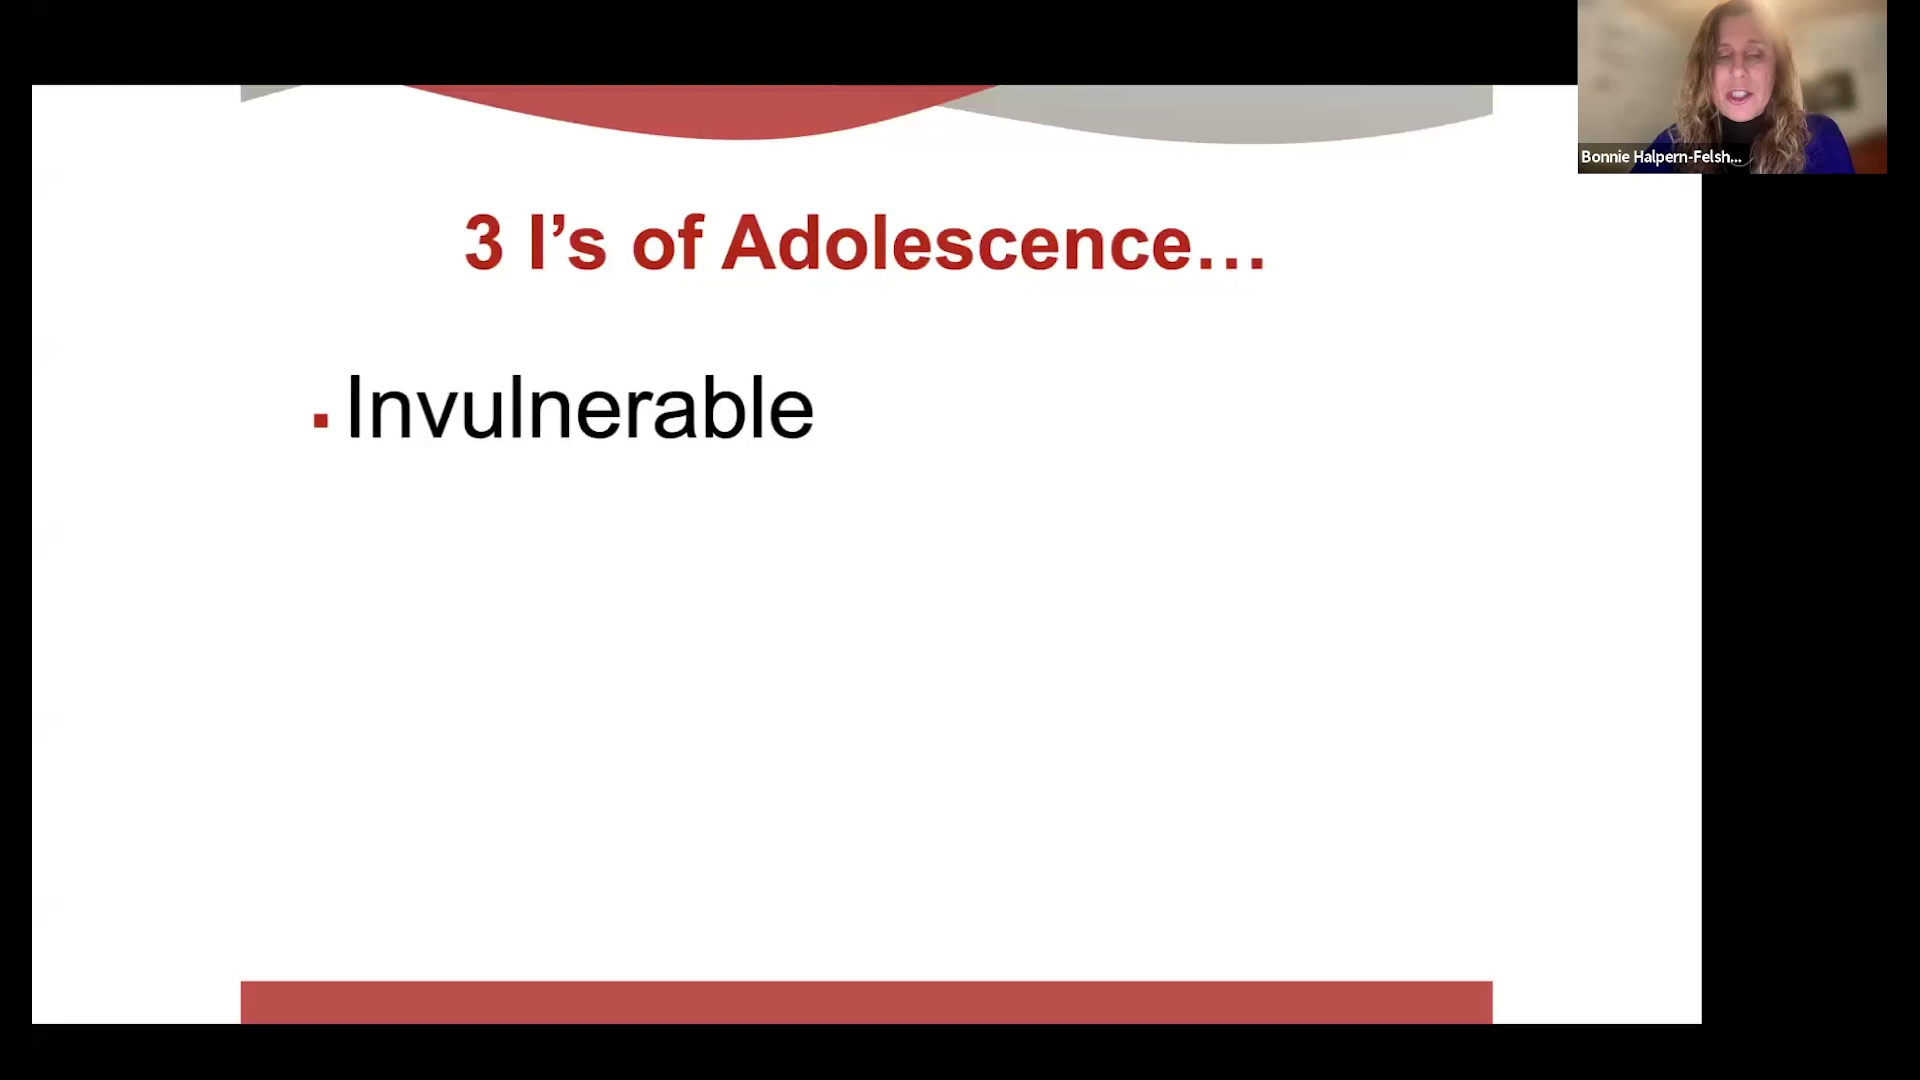 3 I’s of Adolescence…
▪ Invulnerable
Bonnie Halpern-Felsh...